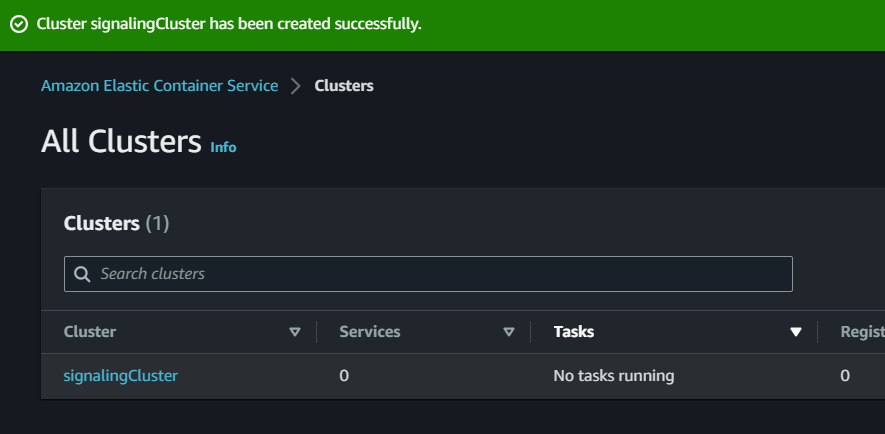 Cluster signalingCluster has been created successfully.
Amazon Elastic Container Service > Clusters
All Clusters Info
Clusters (1)
Search clusters
Cluster Services Tasks Regist
signalingCluster 0 No tasks running 0